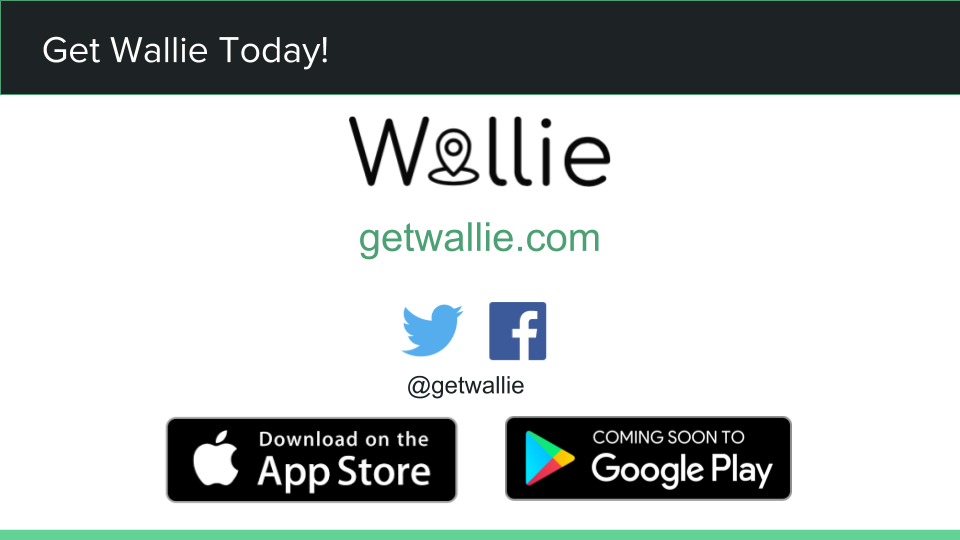 Get Wallie Today!
Wallie
getwallie.com
@getwallie
Download on the
App Store
COMING SOON TO
Google Play